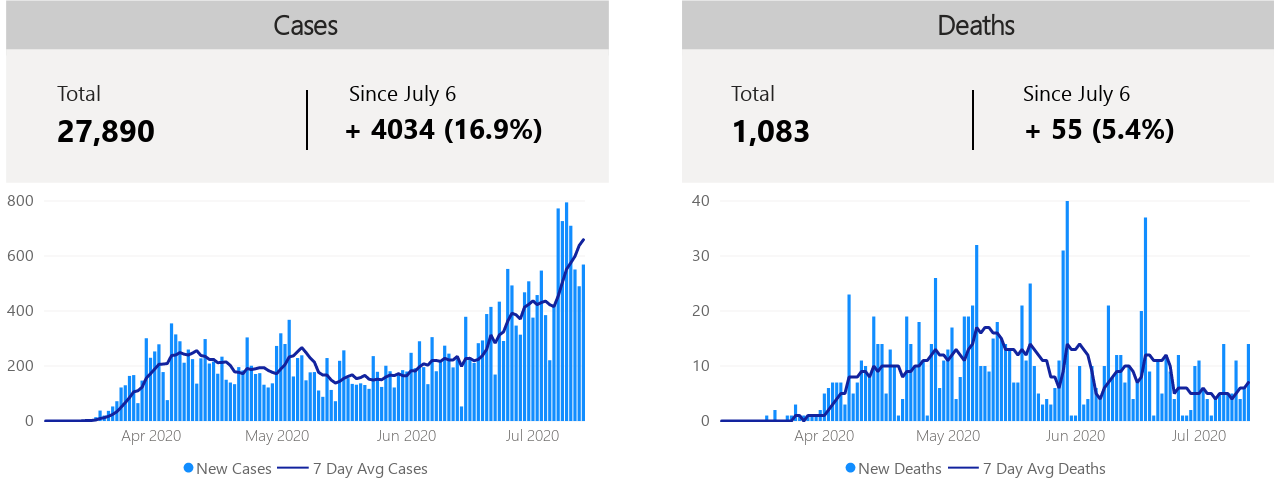 Cases
Total
Since July 6
27,890
+ 4034 (16.9%)
800
600
400
200
0
Apr 2020
May 2020
Jun 2020
Jul 2020
New Cases
7 Day Avg Cases
Deaths
Total
Since July 6
1,083
+ 55 (5.4%)
40
30
20
10
0
Apr 2020
May 2020
Jun 2020
Jul 2020
New Deaths
7 Day Avg Deaths